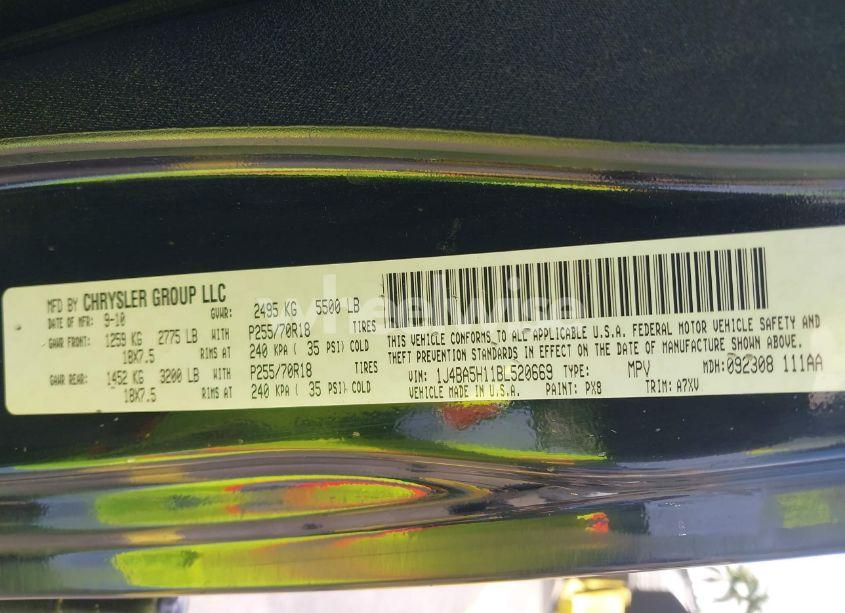 MFD BY CHRYSLER GROUP LLC
DATE OF MFR: 9-10 GVWR: 2495 KG 5500 LB
GAWR FRONT: 1259 KG 2775 LB WITH P255/70R18 TIRES
18X7.5 RIMS AT 240 KPA ( 35 PSI) COLD
GAWR REAR: 1452 KG 3200 LB WITH P255/70R18 TIRES
18X7.5 RIMS AT 240 KPA ( 35 PSI) COLD
THIS VEHICLE CONFORMS TO ALL APPLICABLE U.S.A. FEDERAL MOTOR VEHICLE SAFETY AND
THEFT PREVENTION STANDARDS IN EFFECT ON THE DATE OF MANUFACTURE SHOWN ABOVE.
VIN: 1J4BA5H11BL520669 TYPE: MPV MDH: 092308 111AA
VEHICLE MADE IN U.S.A. PAINT: PX8 TRIM: A7XV
wheelwise